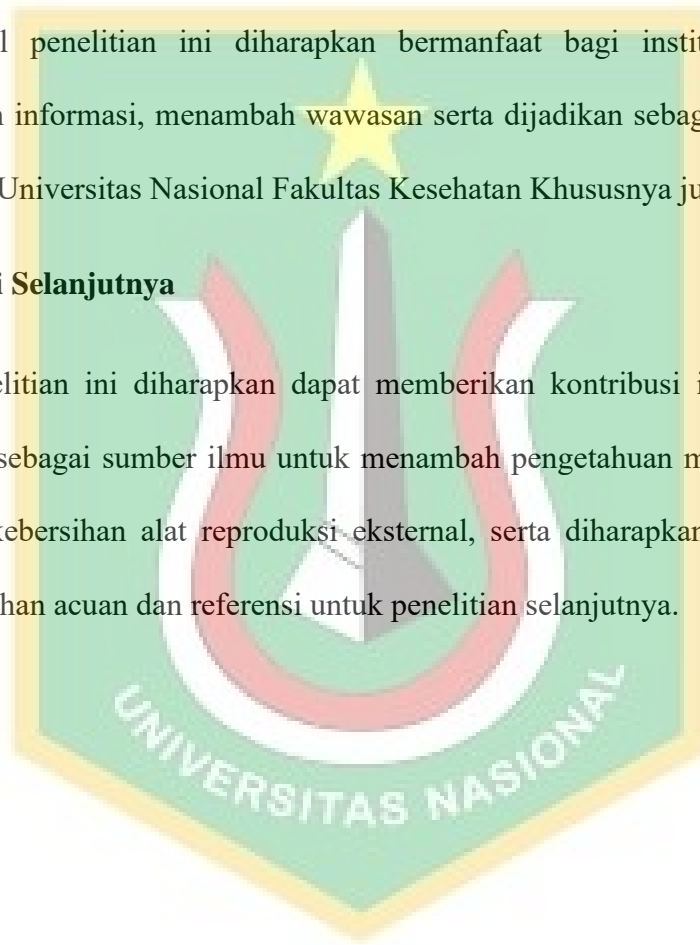 l penelitian ini diharapkan bermanfaat bagi instit
n informasi, menambah wawasan serta dijadikan sebag
Universitas Nasional Fakultas Kesehatan Khususnya ju
i Selanjutnya
elitian ini diharapkan dapat memberikan kontribusi i
sebagai sumber ilmu untuk menambah pengetahuan m
kebersihan alat reproduksi eksternal, serta diharapkan
han acuan dan referensi untuk penelitian selanjutnya.
UNIVERSITAS NASIONAL